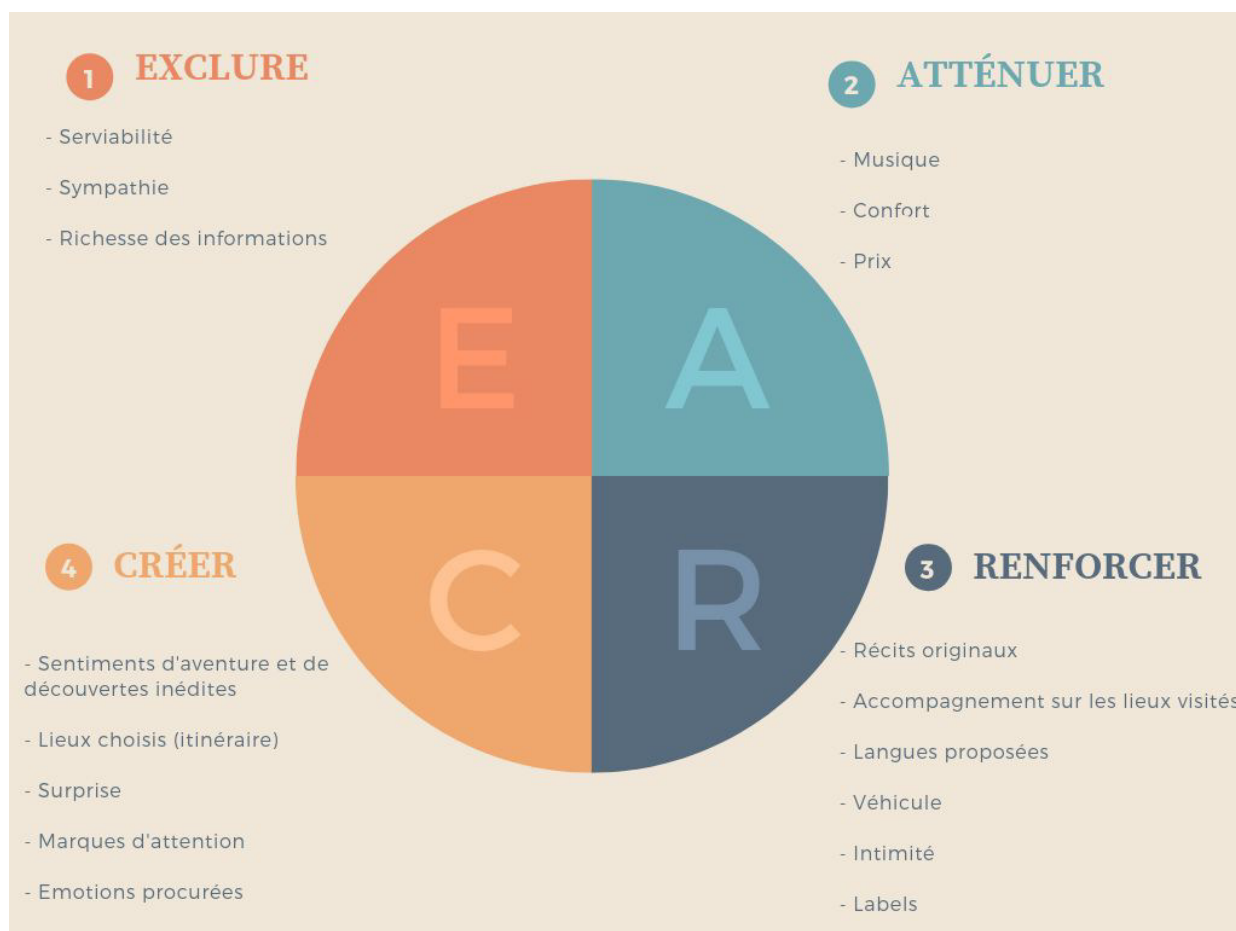 1 EXCLURE
- Serviabilité
- Sympathie
- Richesse des informations
2 ATTÉNUER
- Musique
- Confort
- Prix
E
A
C
R
4 CRÉER
- Sentiments d'aventure et de
découvertes inédites
- Lieux choisis (itinéraire)
- Surprise
- Marques d'attention
- Emotions procurées
3 RENFORCER
- Récits originaux
- Accompagnement sur les lieux visités
- Langues proposées
- Véhicule
- Intimité
- Labels